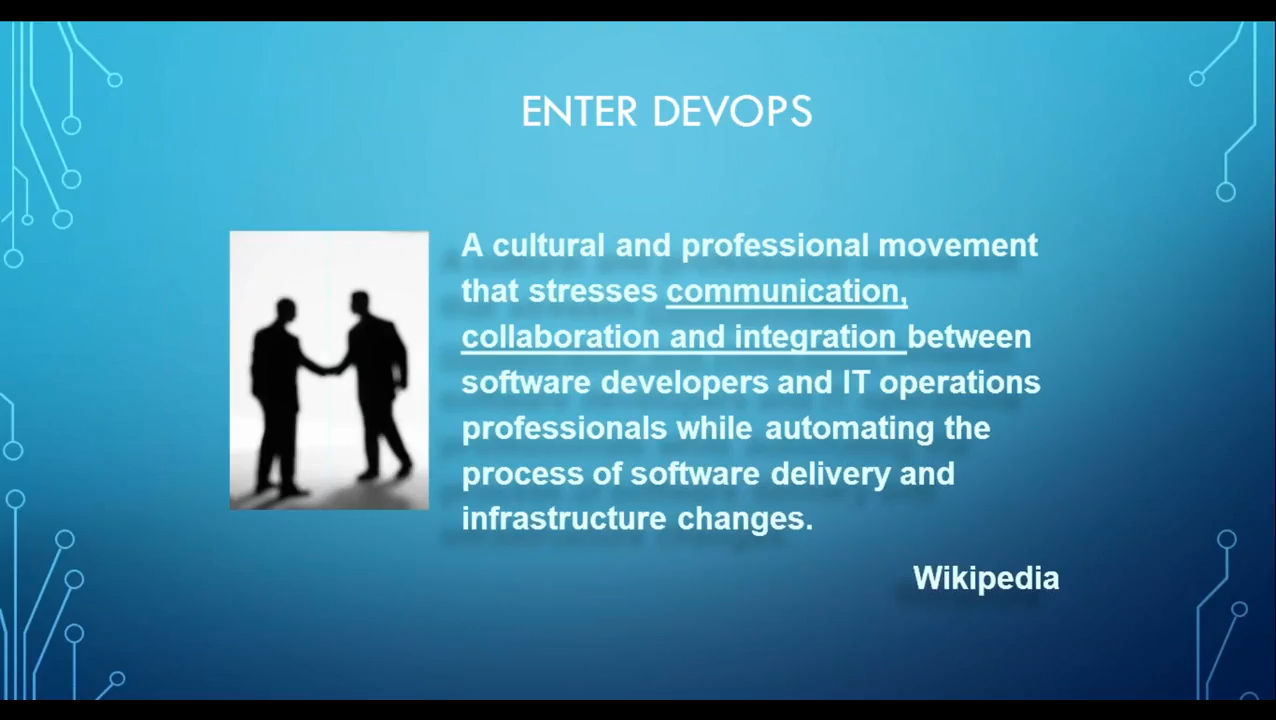 ENTER DEVOPS
A cultural and professional movement
that stresses communication,
collaboration and integration between
software developers and IT operations
professionals while automating the
process of software delivery and
infrastructure changes.
Wikipedia